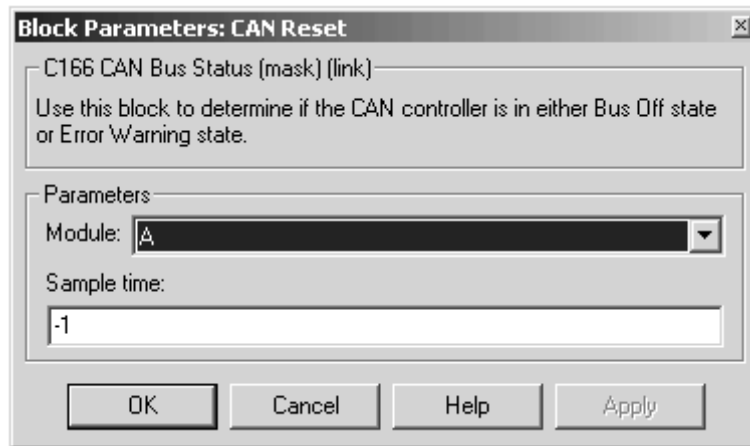 Block Parameters: CAN Reset
C166 CAN Bus Status (mask) (link)
Use this block to determine if the CAN controller is in either Bus Off state
or Error Warning state.
Parameters
Module: A
Sample time:
-1
OK Cancel Help Apply